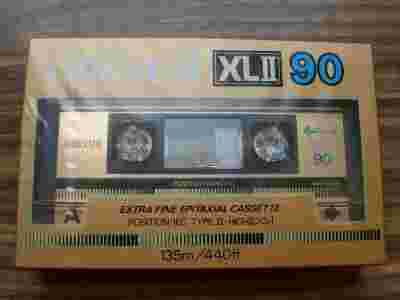 XLII 90
90
EXTRA FINE EPITAXIAL CASSETTE
POSITION IEC TYPE II • HIGH (CrO₂)
135m/440ft